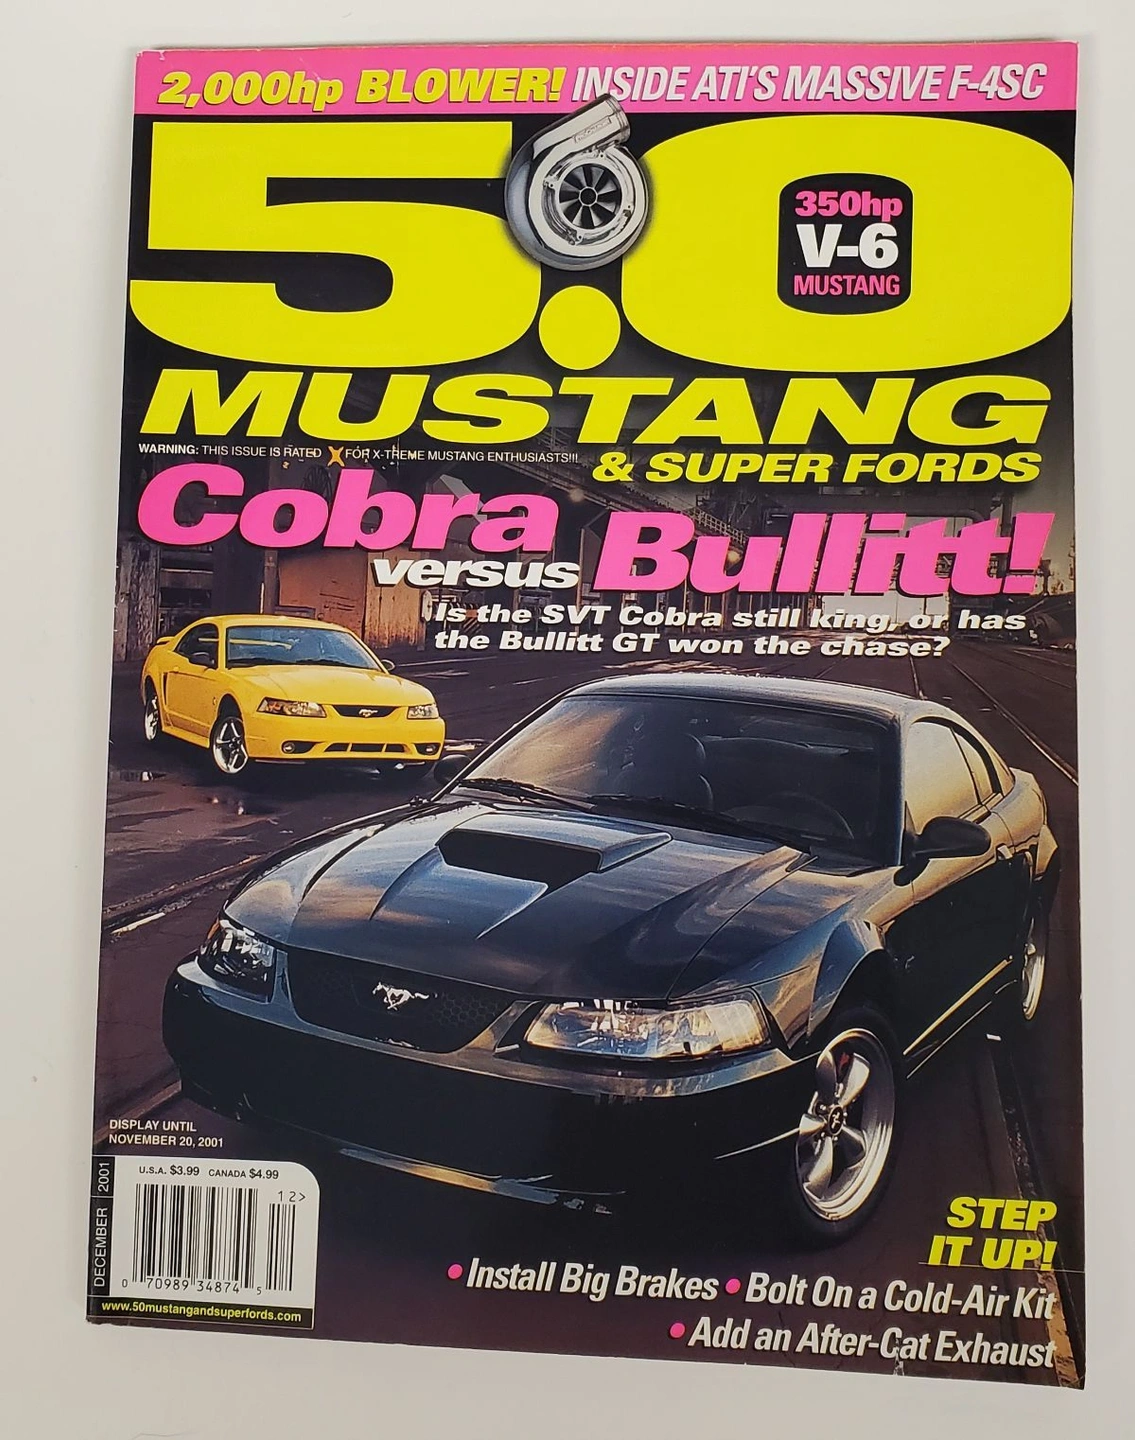 2,000hp BLOWER! INSIDE ATI'S MASSIVE F-4SC
5.0
350hp
V-6
MUSTANG
MUSTANG
WARNING: THIS ISSUE IS RATED X FOR X-TREME MUSTANG ENTHUSIASTS!!!
& SUPER FORDS
Cobra
versus Bullitt!
Is the SVT Cobra still king, or has
the Bullitt GT won the chase?
DISPLAY UNTIL
NOVEMBER 20, 2001
U.S.A. $3.99 CANADA $4.99
DECEMBER 2001
12>
0 70989 34874 5
www.50mustangandsuperfords.com
STEP
IT UP!
• Install Big Brakes • Bolt On a Cold-Air Kit
• Add an After-Cat Exhaust